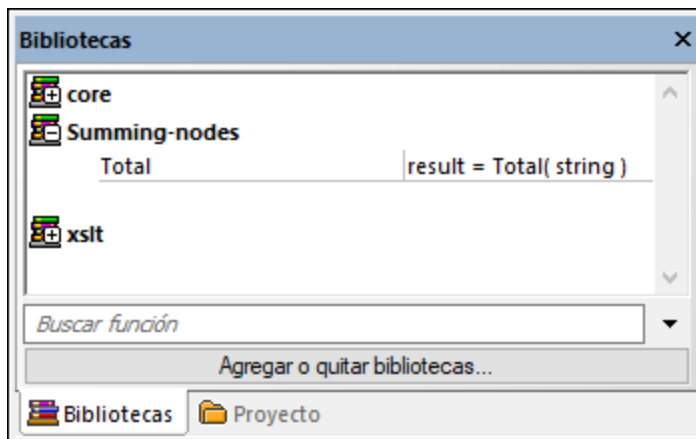 Bibliotecas
core
Summing-nodes
Total result = Total( string )
xslt
Buscar función
Agregar o quitar bibliotecas...
Bibliotecas Proyecto